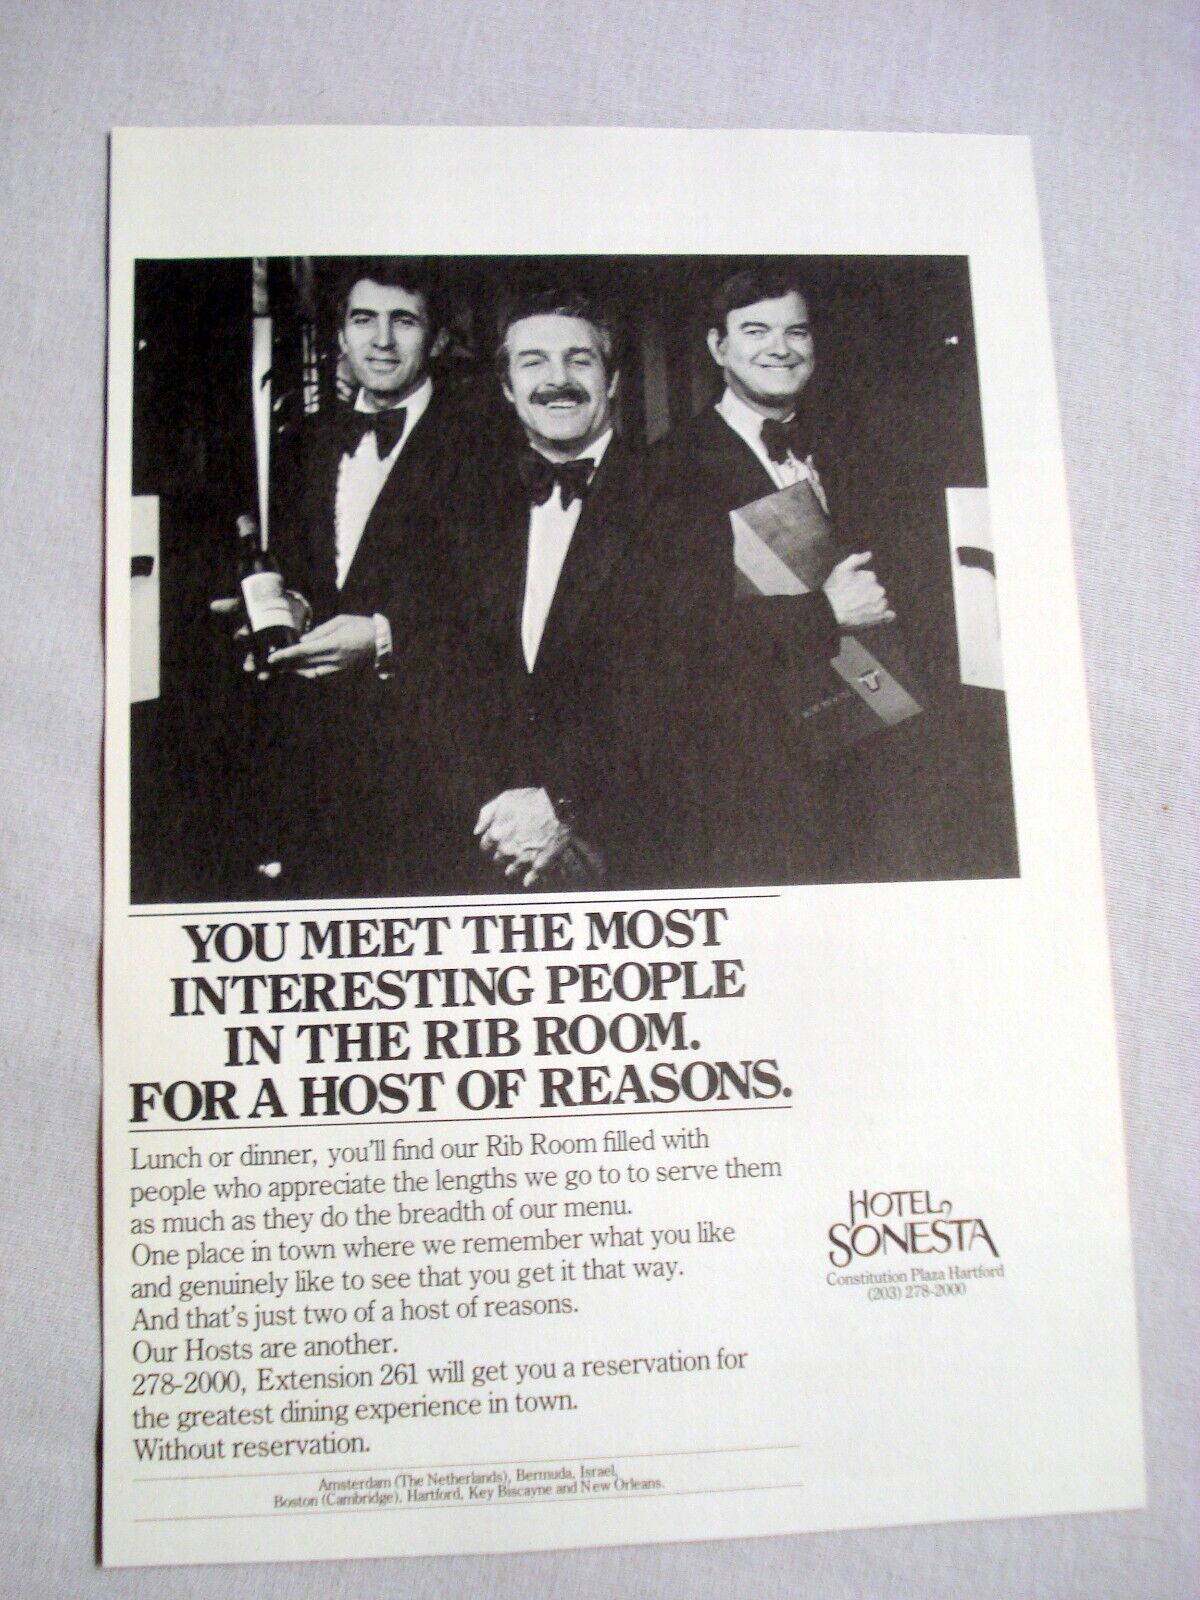 YOU MEET THE MOST
INTERESTING PEOPLE
IN THE RIB ROOM.
FOR A HOST OF REASONS.
Lunch or dinner, you'll find our Rib Room filled with
people who appreciate the lengths we go to to serve them
as much as they do the breadth of our menu.
One place in town where we remember what you like
and genuinely like to see that you get it that way.
And that's just two of a host of reasons.
Our Hosts are another.
278-2000, Extension 261 will get you a reservation for
the greatest dining experience in town.
Without reservation.
HOTEL
SONESTA
Constitution Plaza Hartford
(203) 278-2000
Amsterdam (The Netherlands), Bermuda, Israel,
Boston (Cambridge), Hartford, Key Biscayne and New Orleans.